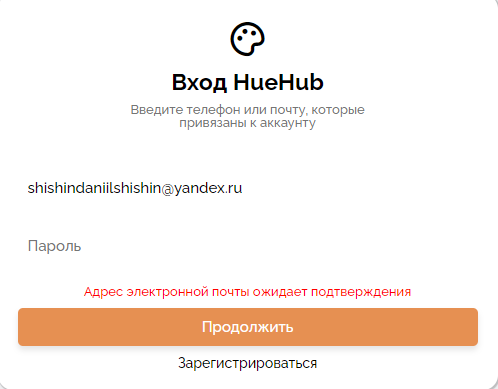 Вход HueHub
Введите телефон или почту, которые
привязаны к аккаунту
shishindaniilshishin@yandex.ru
Пароль
Адрес электронной почты ожидает подтверждения
Продолжить
Зарегистрироваться